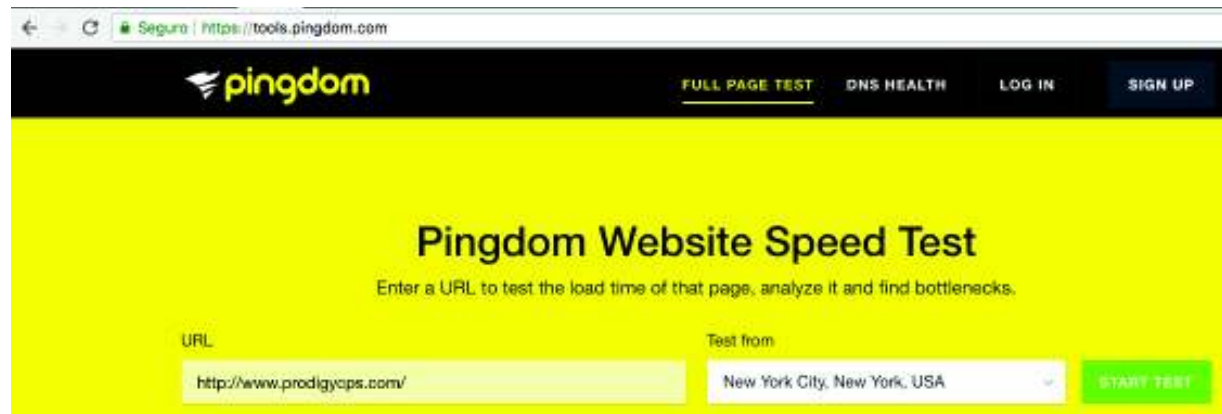 Seguro | https://tools.pingdom.com
pingdom
FULL PAGE TEST DNS HEALTH LOG IN SIGN UP
Pingdom Website Speed Test
Enter a URL to test the load time of that page, analyze it and find bottlenecks.
URL Test from
http://www.prodigycps.com/ New York City, New York, USA START TEST